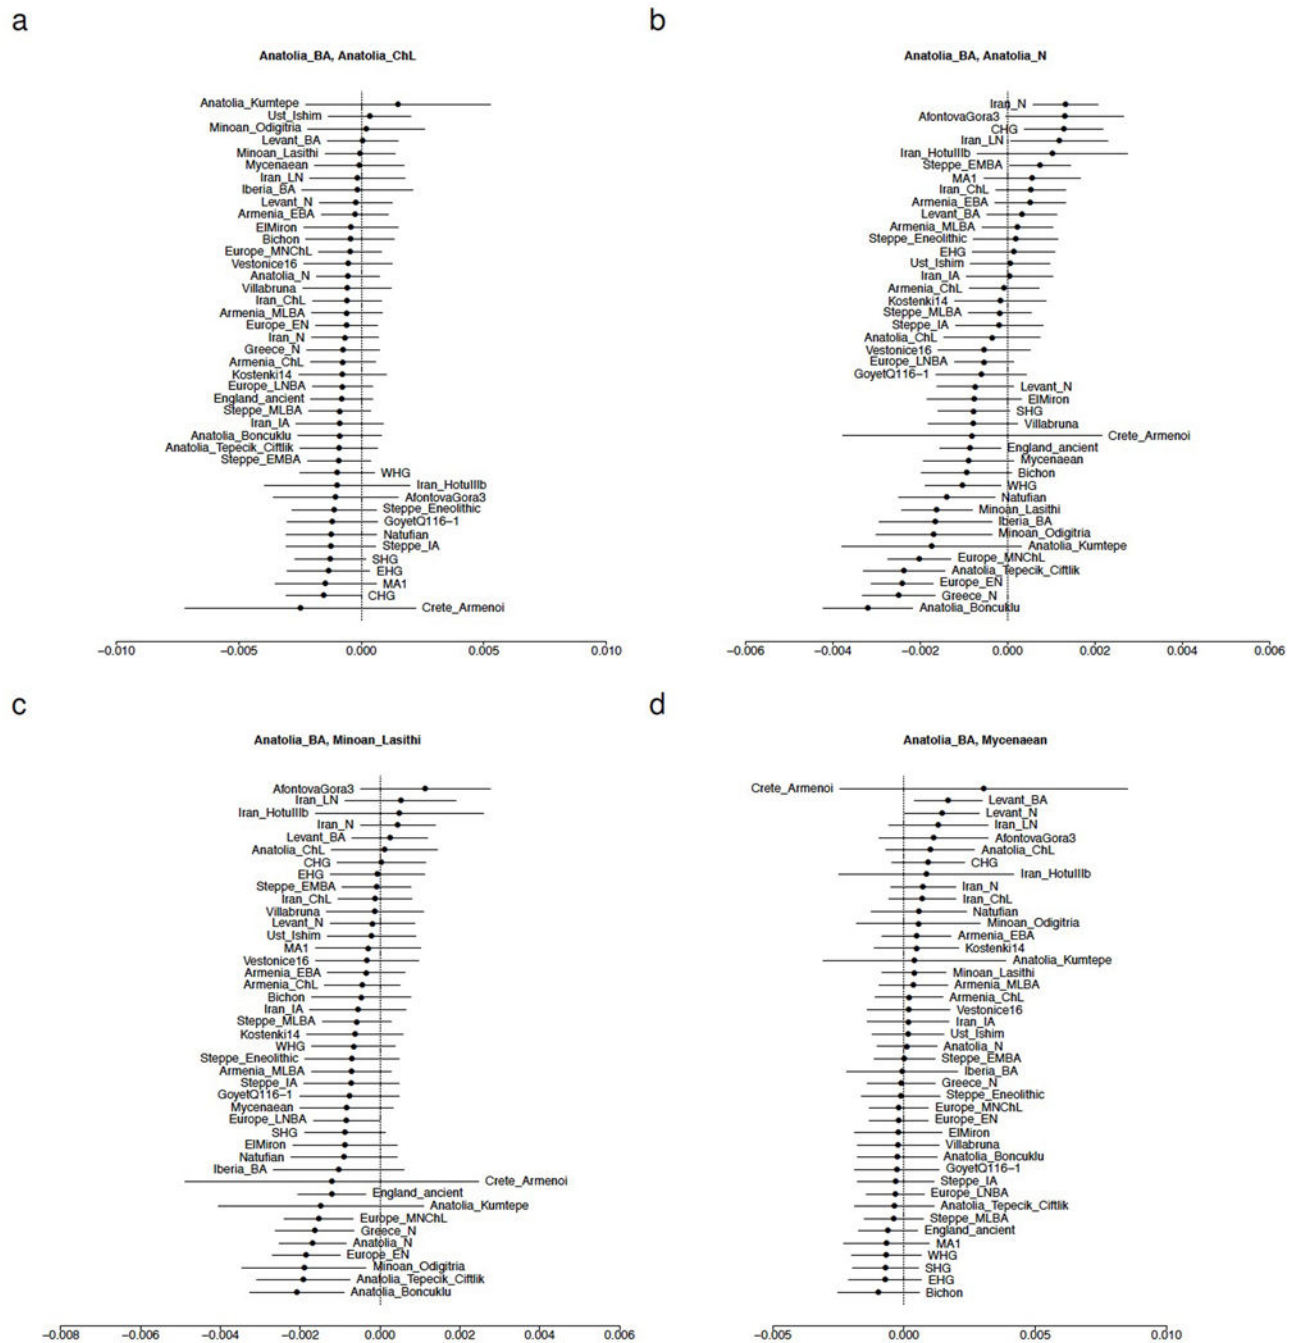 a
Anatolia_BA, Anatolia_ChL
Anatolia_Kumtepe
Ust_Ishim
Minoan_Odigitria
Levant_BA
Minoan_Lasithi
Mycenaean
Iran_LN
Iberia_BA
Levant_N
Armenia_EBA
ElMiron
Bichon
Europe_MNChL
Vestonice16
Anatolia_N
Villabruna
Iran_ChL
Armenia_MLBA
Europe_EN
Iran_N
Greece_N
Armenia_ChL
Kostenki14
Europe_LNBA
England_ancient
Steppe_MLBA
Iran_IA
Anatolia_Boncuklu
Anatolia_Tepecik_Ciftlik
Steppe_EMBA
WHG
Iran_HotuIIIb
AfontovaGora3
Steppe_Eneolithic
GoyetQ116−1
Natufian
Steppe_IA
SHG
EHG
MA1
CHG
Crete_Armenoi
−0.010 −0.005 0.000 0.005 0.010
b
Anatolia_BA, Anatolia_N
Iran_N
AfontovaGora3
CHG
Iran_LN
Iran_HotuIIIb
Steppe_EMBA
MA1
Iran_ChL
Armenia_EBA
Levant_BA
Armenia_MLBA
Steppe_Eneolithic
EHG
Ust_Ishim
Iran_IA
Armenia_ChL
Kostenki14
Steppe_MLBA
Steppe_IA
Anatolia_ChL
Vestonice16
Europe_LNBA
GoyetQ116−1
Levant_N
ElMiron
SHG
Villabruna
Crete_Armenoi
England_ancient
Mycenaean
Bichon
WHG
Natufian
Minoan_Lasithi
Iberia_BA
Minoan_Odigitria
Anatolia_Kumtepe
Europe_MNChL
Anatolia_Tepecik_Ciftlik
Europe_EN
Greece_N
Anatolia_Boncuklu
−0.006 −0.004 −0.002 0.000 0.002 0.004 0.006
c
Anatolia_BA, Minoan_Lasithi
AfontovaGora3
Iran_LN
Iran_HotuIIIb
Iran_N
Levant_BA
Anatolia_ChL
CHG
EHG
Steppe_EMBA
Iran_ChL
Villabruna
Levant_N
Ust_Ishim
MA1
Vestonice16
Armenia_EBA
Armenia_ChL
Bichon
Iran_IA
Steppe_MLBA
Kostenki14
WHG
Steppe_Eneolithic
Armenia_MLBA
Steppe_IA
GoyetQ116−1
Mycenaean
Europe_LNBA
SHG
ElMiron
Natufian
Iberia_BA
Crete_Armenoi
England_ancient
Anatolia_Kumtepe
Europe_MNChL
Greece_N
Anatolia_N
Europe_EN
Minoan_Odigitria
Anatolia_Tepecik_Ciftlik
Anatolia_Boncuklu
−0.008 −0.006 −0.004 −0.002 0.000 0.002 0.004 0.006
d
Anatolia_BA, Mycenaean
Crete_Armenoi
Levant_BA
Levant_N
Iran_LN
AfontovaGora3
Anatolia_ChL
CHG
Iran_HotuIIIb
Iran_N
Iran_ChL
Natufian
Minoan_Odigitria
Armenia_EBA
Kostenki14
Anatolia_Kumtepe
Minoan_Lasithi
Armenia_MLBA
Armenia_ChL
Vestonice16
Iran_IA
Ust_Ishim
Anatolia_N
Steppe_EMBA
Iberia_BA
Greece_N
Steppe_Eneolithic
Europe_MNChL
Europe_EN
ElMiron
Villabruna
Anatolia_Boncuklu
GoyetQ116−1
Steppe_IA
Europe_LNBA
Anatolia_Tepecik_Ciftlik
Steppe_MLBA
England_ancient
MA1
WHG
SHG
EHG
Bichon
−0.005 0.000 0.005 0.010